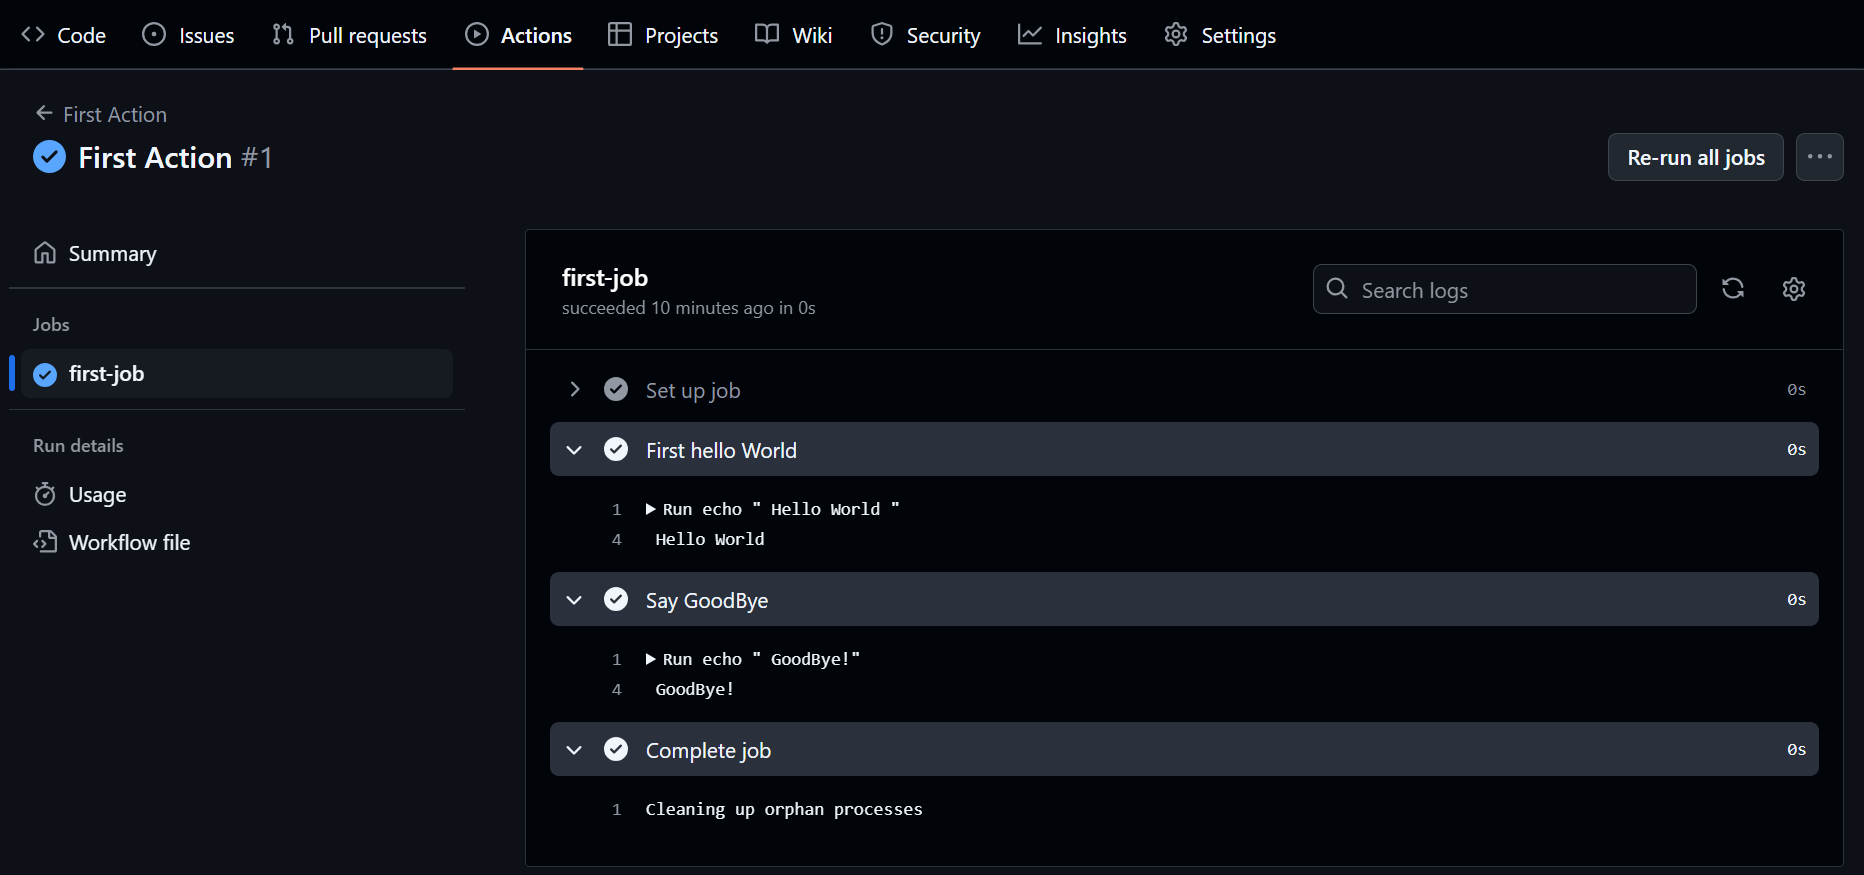 Code Issues Pull requests Actions Projects Wiki Security Insights Settings
First Action
First Action #1
Re-run all jobs
Summary
Jobs
first-job
Run details
Usage
Workflow file
first-job
succeeded 10 minutes ago in 0s
Search logs
Set up job 0s
First hello World 0s
1 Run echo " Hello World "
4 Hello World
Say GoodBye 0s
1 Run echo " GoodBye!"
4 GoodBye!
Complete job 0s
1 Cleaning up orphan processes